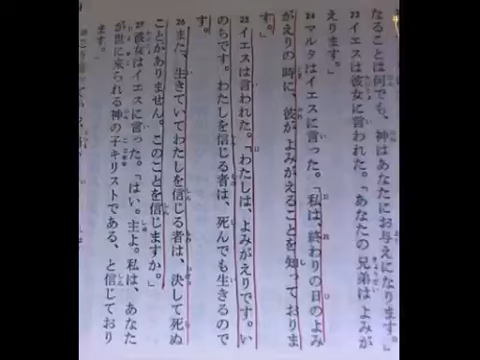 なることは何でも、神はあなたにお与えになります。」
23 イエスは彼女に言われた。「あなたの兄弟はよみが
えります。」
24 マルタはイエスに言った。「私は、終わりの日のよみ
がえりの時に、彼がよみがえることを知っておりま
す。」
25 イエスは言われた。「わたしは、よみがえりです。い
のちです。わたしを信じる者は、死んでも生きるので
す。
26 また、生きていてわたしを信じる者は、決して死ぬ
ことがありません。このことを信じますか。」
27 彼女はイエスに言った。「はい。主よ。私は、あなた
が世に来られる神の子キリストである、と信じており
ます。」